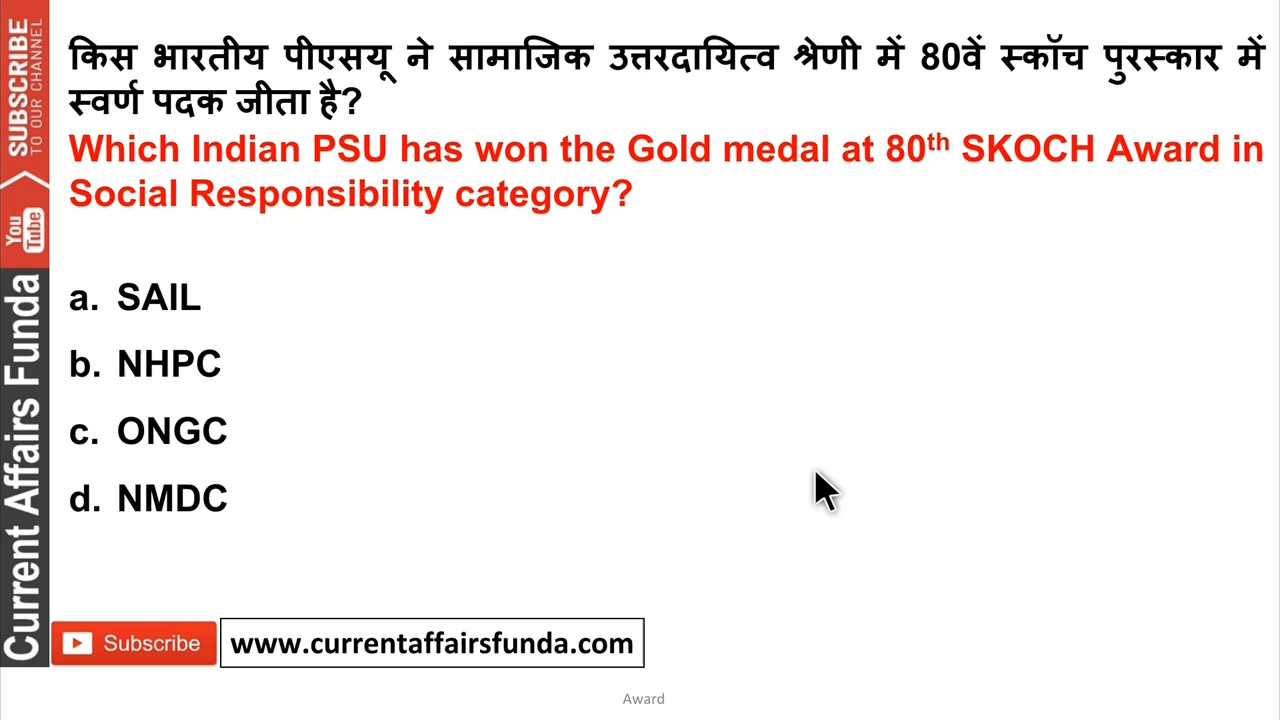 किस भारतीय पीएसयू ने सामाजिक उत्तरदायित्व श्रेणी में 80वें स्कॉच पुरस्कार में
स्वर्ण पदक जीता है?
Which Indian PSU has won the Gold medal at 80th SKOCH Award in
Social Responsibility category?
a. SAIL
b. NHPC
c. ONGC
d. NMDC
SUBSCRIBE
TO OUR CHANNEL
You
Tube
Current Affairs Funda
Subscribe
www.currentaffairsfunda.com
Award